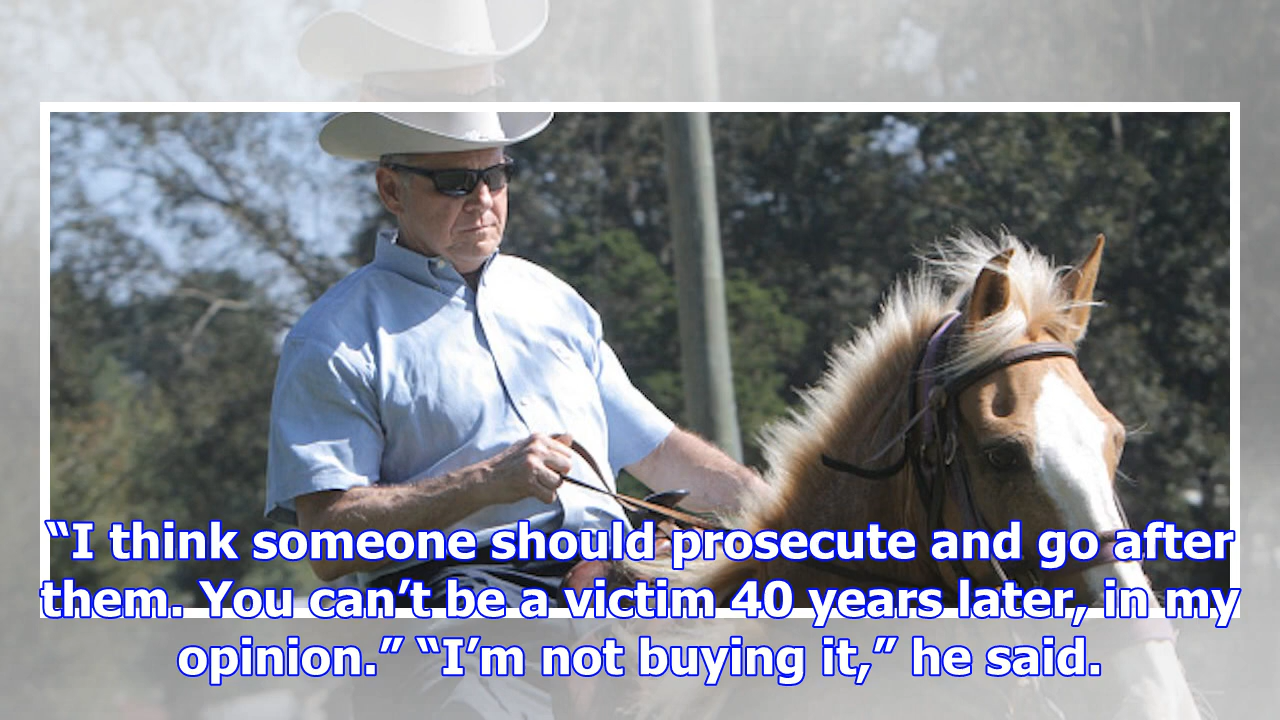 “I think someone should prosecute and go after
them. You can’t be a victim 40 years later, in my
opinion.” “I’m not buying it,” he said.